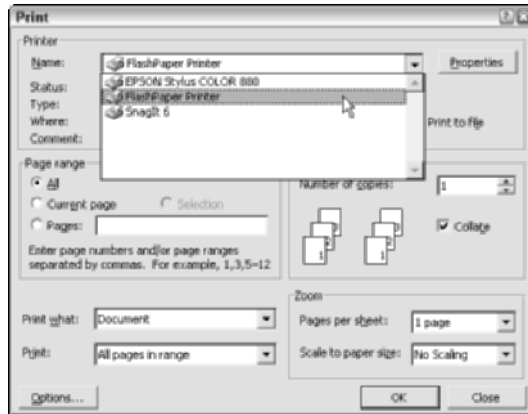 Print
Printer
Name: FlashPaper Printer
Properties
EPSON Stylus COLOR 880
FlashPaper Printer
SnagIt 6
Status:
Type:
Where:
Comment:
Print to file
Page range
All
Current page
Selection
Pages:
Enter page numbers and/or page ranges
separated by commas. For example, 1,3,5-12
Number of copies: 1
Collate
Print what: Document
Print: All pages in range
Zoom
Pages per sheet: 1 page
Scale to paper size: No Scaling
Options...
OK
Close